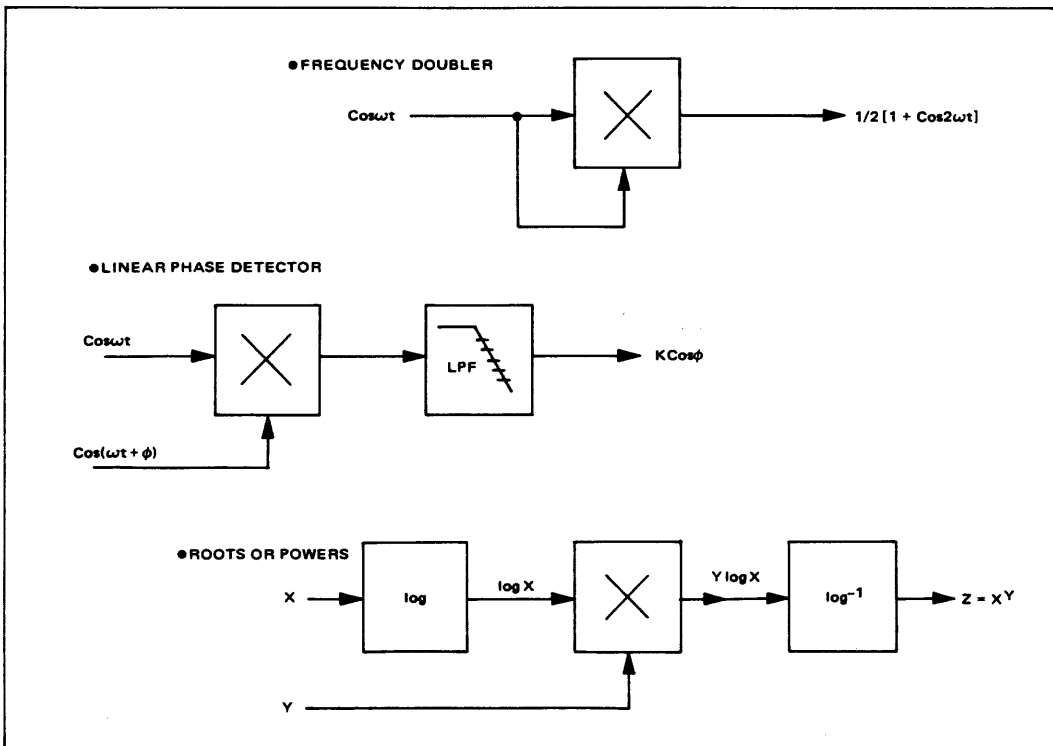 ●FREQUENCY DOUBLER
Cosωt
1/2 [1 + Cos2ωt]
●LINEAR PHASE DETECTOR
Cosωt
LPF
KCosϕ
Cos(ωt + ϕ)
●ROOTS OR POWERS
X
log
log X
Y log X
log⁻¹
Z = X^Y
Y